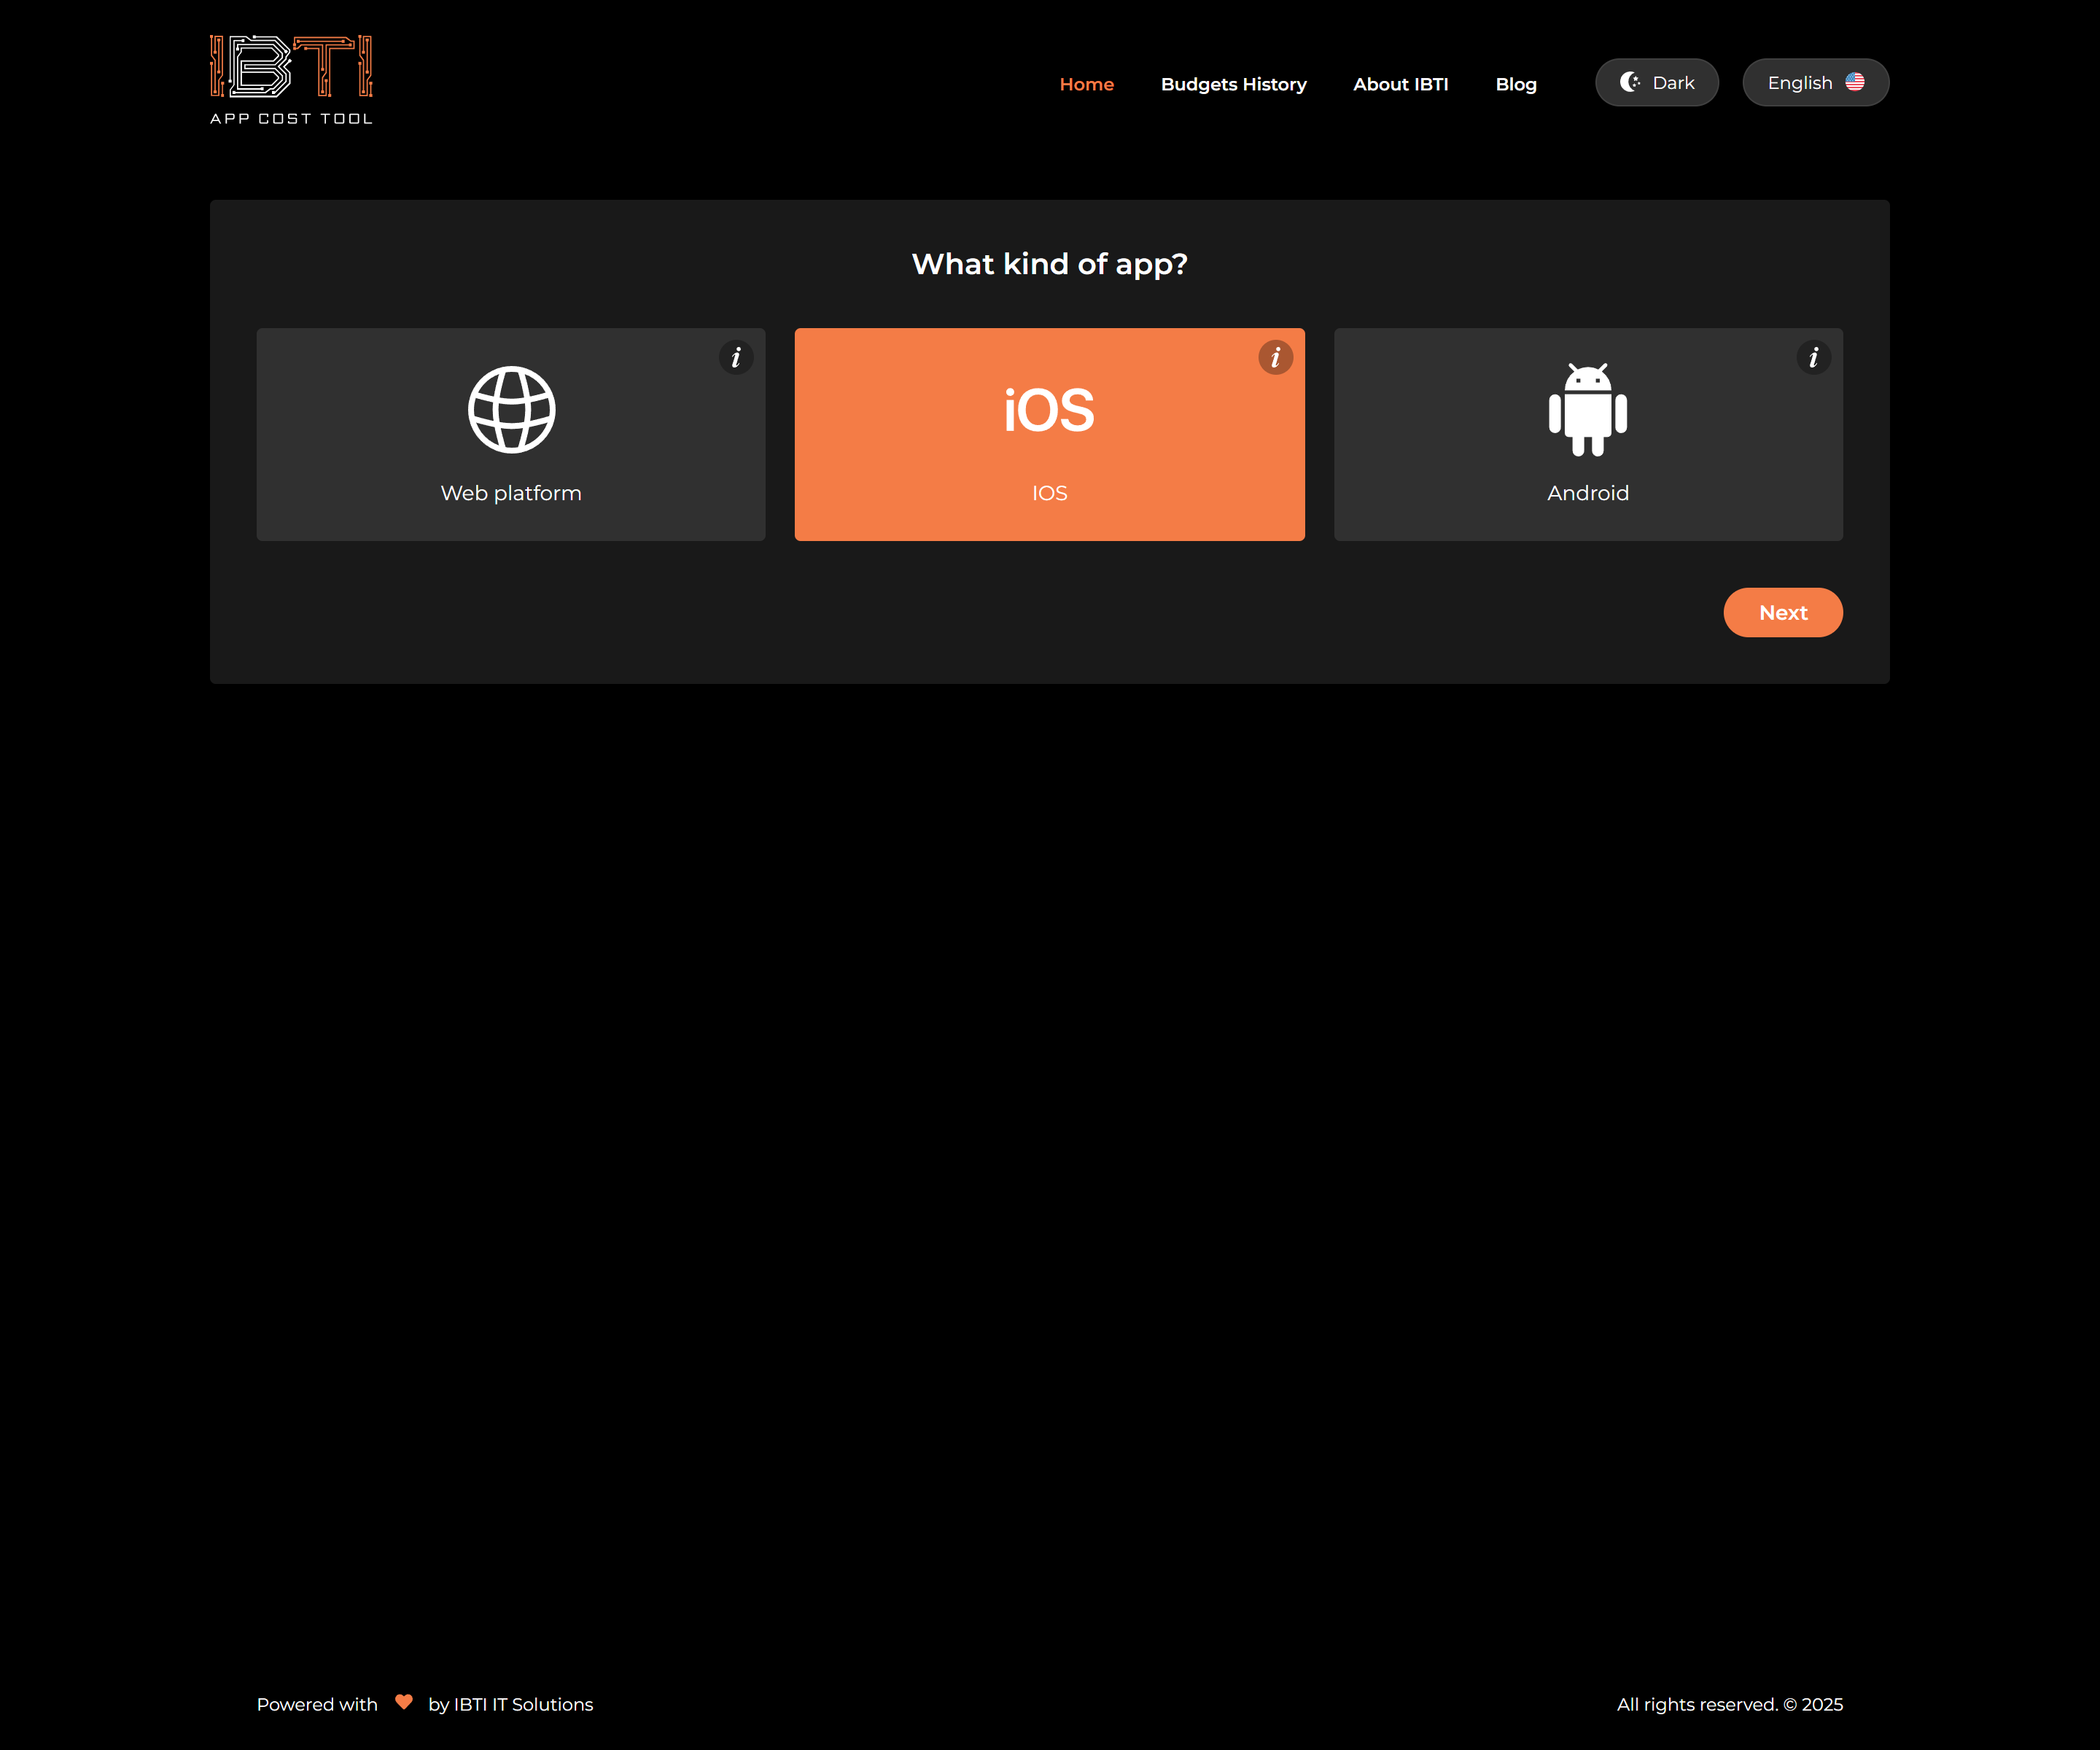 IBTI
APP COST TOOL
Home
Budgets History
About IBTI
Blog
Dark
English
What kind of app?
i
Web platform
i
iOS
IOS
i
Android
Next
Powered with
by IBTI IT Solutions
All rights reserved. © 2025